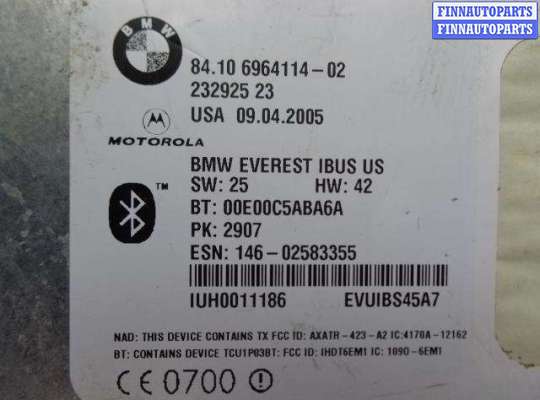 FINNAUTOPARTS
FINNAUTOPARTS
BMW
84.10 6964114-02
232925 23
USA 09.04.2005
MOTOROLA
BMW EVEREST IBUS US
SW: 25 HW: 42
™ BT: 00E00C5ABA6A
PK: 2907
ESN: 146-02583355
IUH0011186 EVUIBS45A7
NAD: THIS DEVICE CONTAINS TX FCC ID: AXATR-423-A2 IC:4170A-12162
BT: CONTAINS DEVICE TCU1P03BT: FCC ID: IHDT6EM1 IC: 1090-6EM1
CE0700